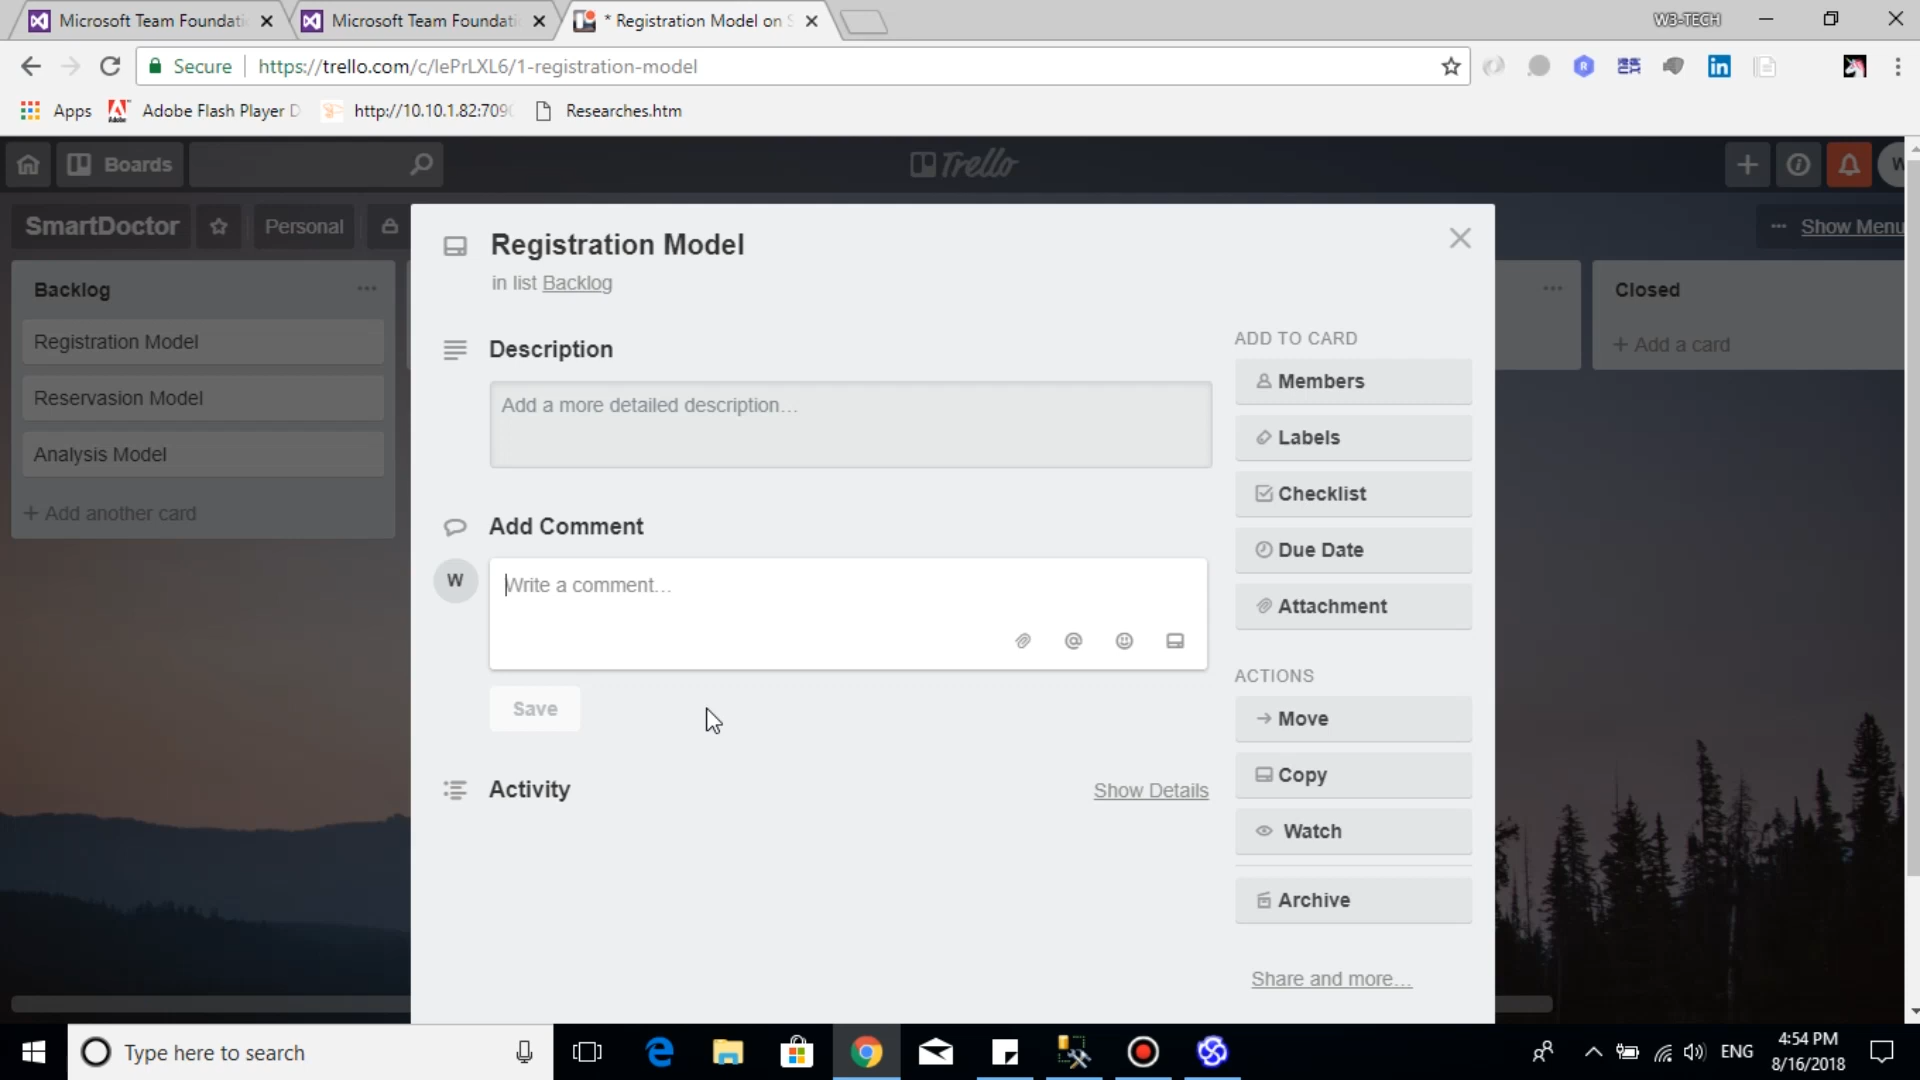 Microsoft Team Foundati
Microsoft Team Foundati
* Registration Model on S
W3-TECH
Secure
https://trello.com/c/lePrLXL6/1-registration-model
Apps
Adobe Flash Player D
http://10.10.1.82:709
Researches.htm
Boards
Trello
W
SmartDoctor
Personal
Show Menu
Backlog
Registration Model
Reservasion Model
Analysis Model
+ Add another card
Closed
+ Add a card
Registration Model
in list Backlog
Description
Add a more detailed description...
Add Comment
W
Write a comment...
Save
Activity
Show Details
ADD TO CARD
Members
Labels
Checklist
Due Date
Attachment
ACTIONS
Move
Copy
Watch
Archive
Share and more...
Type here to search
ENG
4:54 PM
8/16/2018